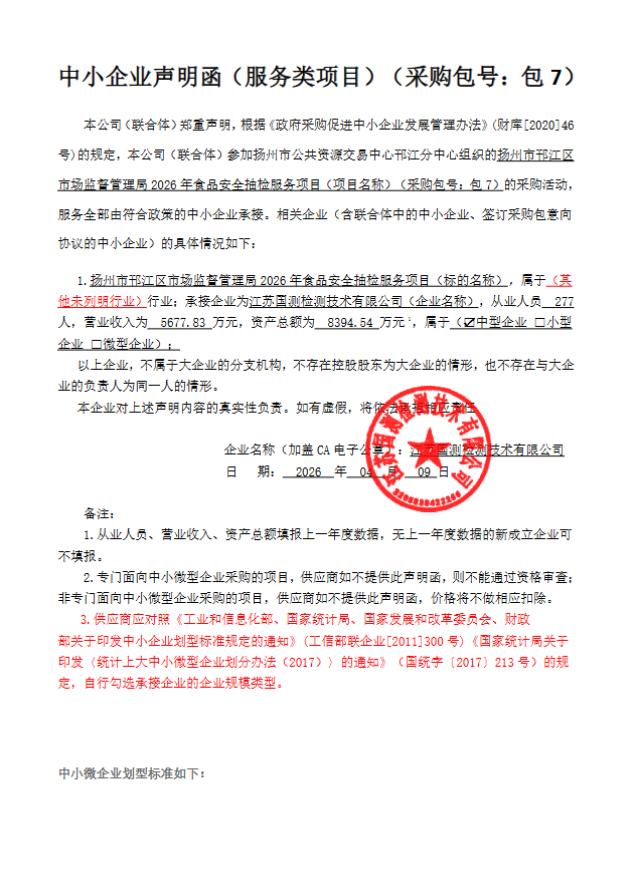 中小企业声明函（服务类项目）（采购包号：包 7）
本公司（联合体）郑重声明，根据《政府采购促进中小企业发展管理办法》(财库[2020]46
号)的规定，本公司（联合体）参加扬州市公共资源交易中心邗江分中心组织的扬州市邗江区
市场监督管理局 2026 年食品安全抽检服务项目（项目名称）（采购包号：包 7）的采购活动，
服务全部由符合政策的中小企业承接。相关企业（含联合体中的中小企业、签订采购包意向
协议的中小企业）的具体情况如下：
1.扬州市邗江区市场监督管理局 2026 年食品安全抽检服务项目（标的名称），属于（其
他未列明行业）行业；承接企业为江苏国测检测技术有限公司（企业名称），从业人员 277
人，营业收入为 5677.83 万元，资产总额为 8394.54 万元¹，属于（☑中型企业 □小型
企业 □微型企业）；
以上企业，不属于大企业的分支机构，不存在控股股东为大企业的情形，也不存在与大企
业的负责人为同一人的情形。
本企业对上述声明内容的真实性负责。如有虚假，将依法承担相应责任
企业名称（加盖 CA 电子公章）：江苏国测检测技术有限公司
日 期： 2026 年 04 月 09 日
江苏国测检测技术有限公司
备注：
1.从业人员、营业收入、资产总额填报上一年度数据，无上一年度数据的新成立企业可
不填报。
2.专门面向中小微型企业采购的项目，供应商如不提供此声明函，则不能通过资格审查；
非专门面向中小微型企业采购的项目，供应商如不提供此声明函，价格将不做相应扣除。
3.供应商应对照《工业和信息化部、国家统计局、国家发展和改革委员会、财政
部关于印发中小企业划型标准规定的通知》(工信部联企业[2011]300 号)《国家统计局关于
印发〈统计上大中小微型企业划分办法（2017）〉的通知》（国统字〔2017〕213 号）的规
定，自行勾选承接企业的企业规模类型。
中小微企业划型标准如下：